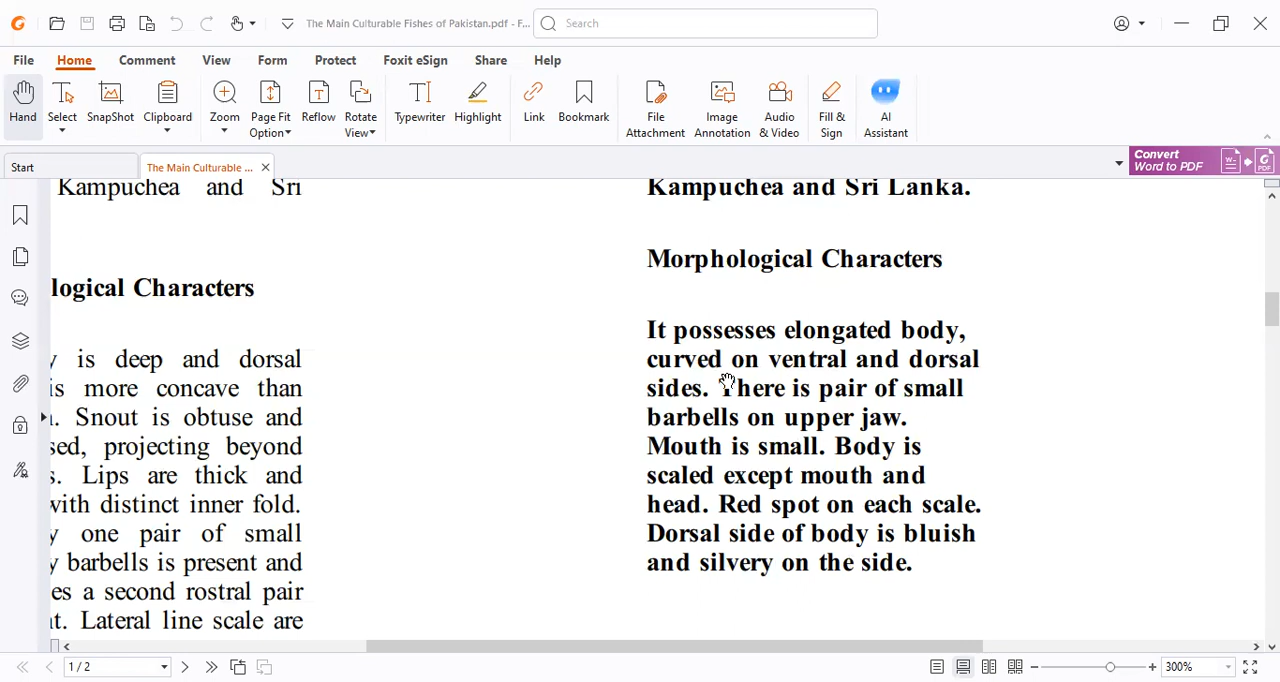 The Main Culturable Fishes of Pakistan.pdf - F...
Search
File Home Comment View Form Protect Foxit eSign Share Help
Hand Select SnapShot Clipboard Zoom Page Fit Option Reflow Rotate View Typewriter Highlight Link Bookmark File Attachment Image Annotation Audio & Video Fill & Sign AI Assistant
Start
The Main Culturable ...
Convert
Word to PDF
Kampuchea and Sri
logical Characters
y is deep and dorsal
is more concave than
. Snout is obtuse and
sed, projecting beyond
s. Lips are thick and
with distinct inner fold.
y one pair of small
y barbells is present and
es a second rostral pair
t. Lateral line scale are
Kampuchea and Sri Lanka.
Morphological Characters
It possesses elongated body,
curved on ventral and dorsal
sides. There is pair of small
barbells on upper jaw.
Mouth is small. Body is
scaled except mouth and
head. Red spot on each scale.
Dorsal side of body is bluish
and silvery on the side.
1 / 2
300%